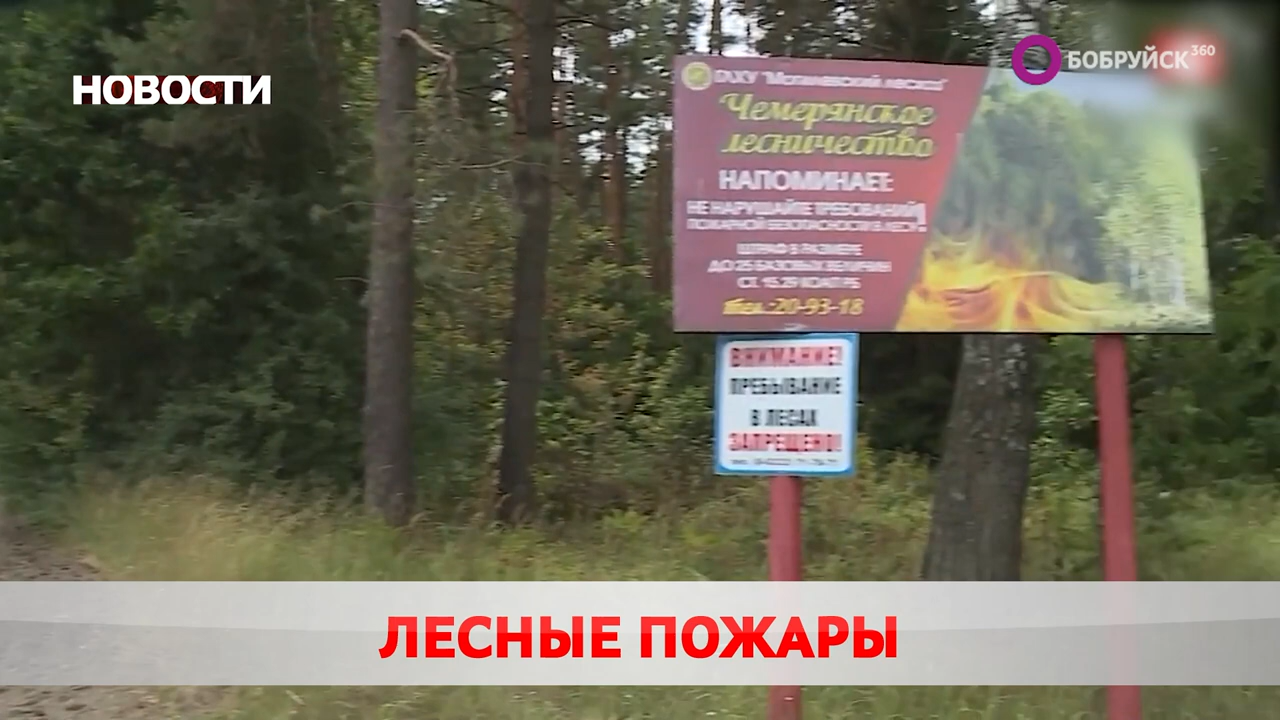 НОВОСТИ
БОБРУЙСК360
ГЛХУ "Могилевский лесхоз"
Чемерянское
лесничество
НАПОМИНАЕТ:
НЕ НАРУШАЙТЕ ТРЕБОВАНИЙ
ПОЖАРНОЙ БЕЗОПАСНОСТИ В ЛЕСУ!
ШТРАФ В РАЗМЕРЕ
ДО 25 БАЗОВЫХ ВЕЛИЧИН
СТ. 15.29 КОАП РБ
тел.:20-93-18
ВНИМАНИЕ!
ПРЕБЫВАНИЕ
В ЛЕСАХ
ЗАПРЕЩЕНО!
ЛЕСНЫЕ ПОЖАРЫ